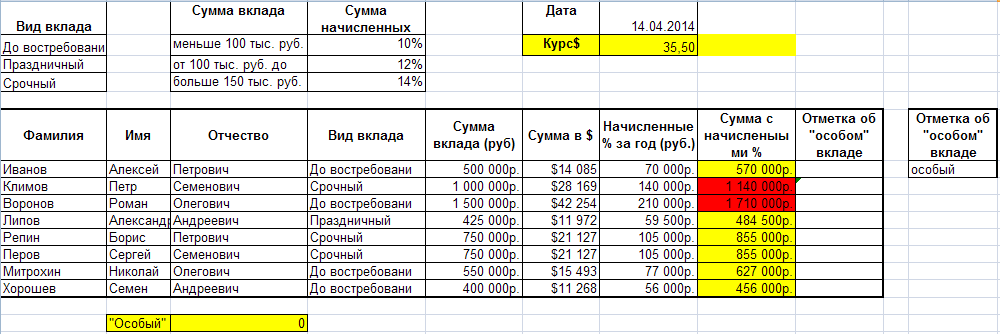 Вид вклада Сумма вклада Сумма начисленных Дата 14.04.2014
До востребовани меньше 100 тыс. руб. 10% Курс$ 35,50
Праздничный от 100 тыс. руб. до 12%
Срочный больше 150 тыс. руб. 14%
Фамилия Имя Отчество Вид вклада Сумма вклада (руб) Сумма в $ Начисленные % за год (руб.) Сумма с начисленыы ми % Отметка об "особом" вкладе Отметка об "особом" вкладе
Иванов Алексей Петрович До востребовани 500 000р. $14 085 70 000р. 570 000р. особый
Климов Петр Семенович Срочный 1 000 000р. $28 169 140 000р. 1 140 000р.
Воронов Роман Олегович До востребовани 1 500 000р. $42 254 210 000р. 1 710 000р.
Липов Александр Андреевич Праздничный 425 000р. $11 972 59 500р. 484 500р.
Репин Борис Петрович Срочный 750 000р. $21 127 105 000р. 855 000р.
Перов Сергей Семенович Срочный 750 000р. $21 127 105 000р. 855 000р.
Митрохин Николай Олегович До востребовани 550 000р. $15 493 77 000р. 627 000р.
Хорошев Семен Андреевич До востребовани 400 000р. $11 268 56 000р. 456 000р.
"Особый" 0